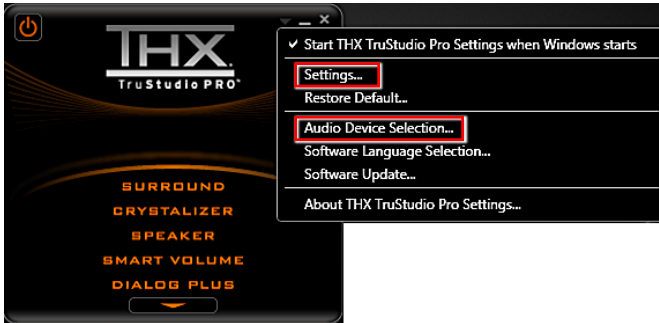 THX
TruStudio PRO
SURROUND
CRYSTALIZER
SPEAKER
SMART VOLUME
DIALOG PLUS
Start THX TruStudio Pro Settings when Windows starts
Settings...
Restore Default...
Audio Device Selection...
Software Language Selection...
Software Update...
About THX TruStudio Pro Settings...